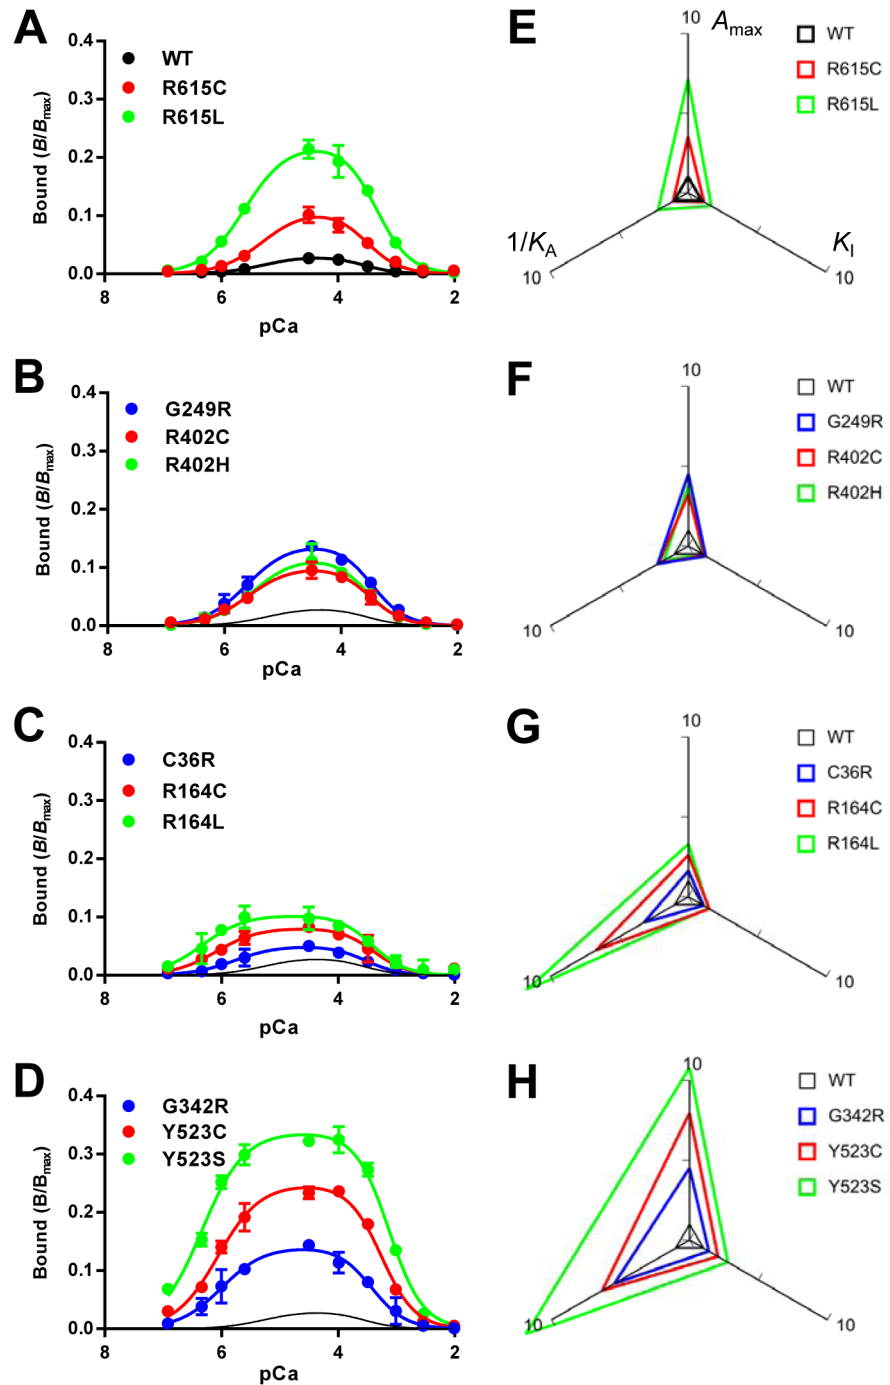 A
0.4
0.3
0.2
0.1
0.0
Bound (B/Bmax)
WT
R615C
R615L
8
6
4
2
pCa
E
10
Amax
1/KA
10
KI
10
WT
R615C
R615L
B
0.4
0.3
0.2
0.1
0.0
Bound (B/Bmax)
G249R
R402C
R402H
8
6
4
2
pCa
F
10
10
10
WT
G249R
R402C
R402H
C
0.4
0.3
0.2
0.1
0.0
Bound (B/Bmax)
C36R
R164C
R164L
8
6
4
2
pCa
G
10
10
10
WT
C36R
R164C
R164L
D
0.4
0.3
0.2
0.1
0.0
Bound (B/Bmax)
G342R
Y523C
Y523S
8
6
4
2
pCa
H
10
10
10
WT
G342R
Y523C
Y523S